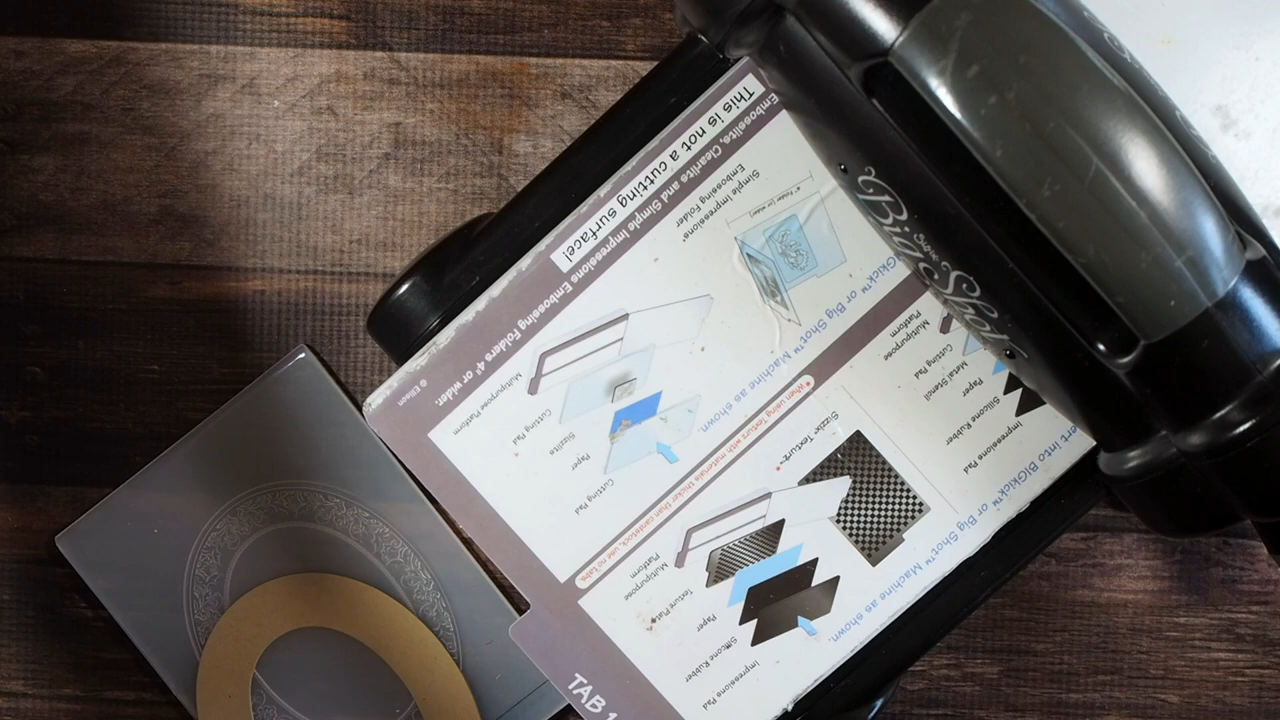 This is not a cutting surface!
Embosslits, Clearlits and Simple Impressions Embossing Folders 4" or wider.
© Ellison
Simple Impressions™
Embossing Folder
4" Folder (or wider)
BIGkick™ or Big Shot™ Machine as shown.
Multipurpose Platform
Cutting Pad
Sizzlits
Paper
Cutting Pad
*When using Texturz with materials thicker than cardstock, use no tabs.
Sizzix Texturz™ *
Multipurpose
Platform
Texture Plate
Paper
Silicone Rubber
Impressions Pad
Multipurpose
Platform
Cutting Pad
Metal Stencil
Paper
Silicone Rubber
Impressions Pad
ert into BIGkick™ or Big Shot™ Machine as shown.
TAB 1
Sizzix
Big Shot